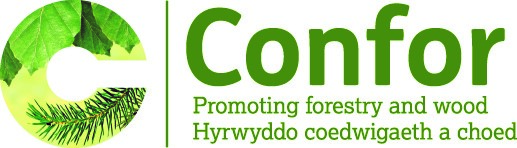 Confor
Promoting forestry and wood
Hyrwyddo coedwigaeth a choed